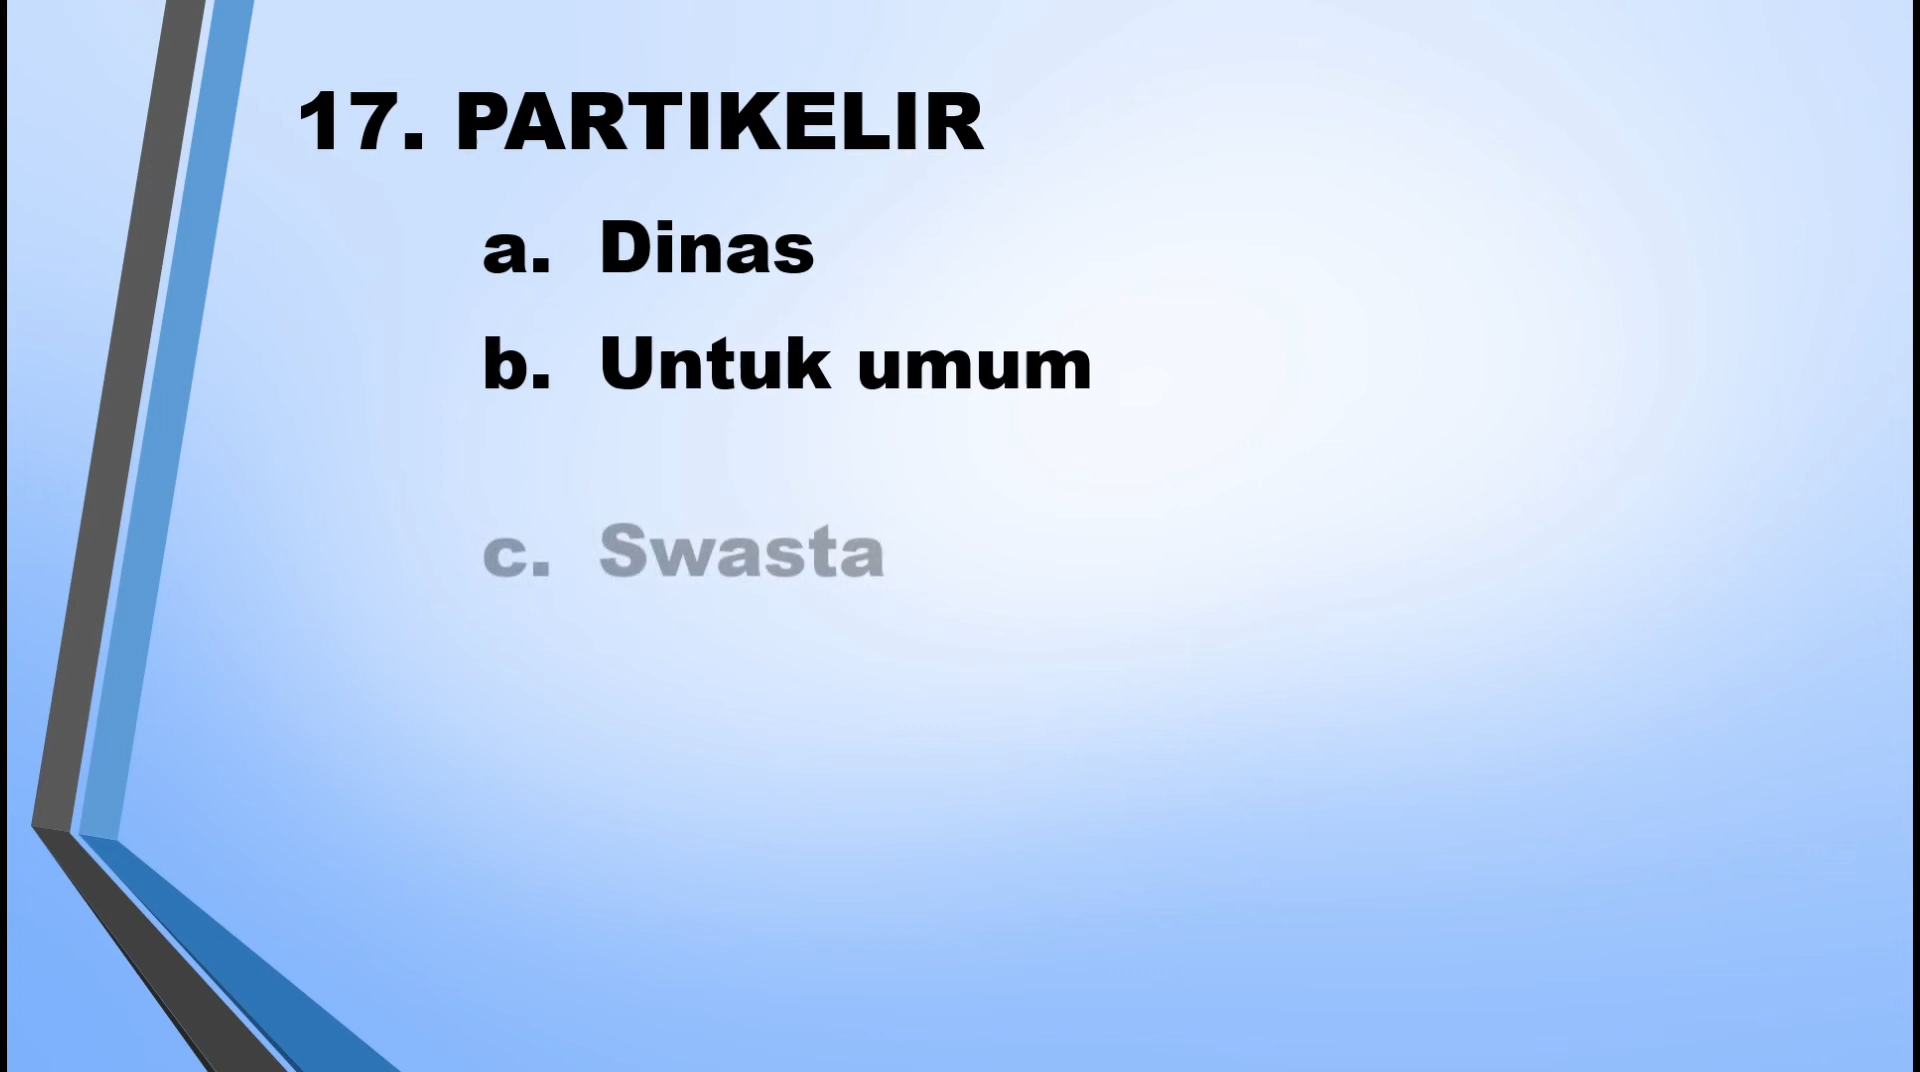 17. PARTIKELIR
a. Dinas
b. Untuk umum
c. Swasta